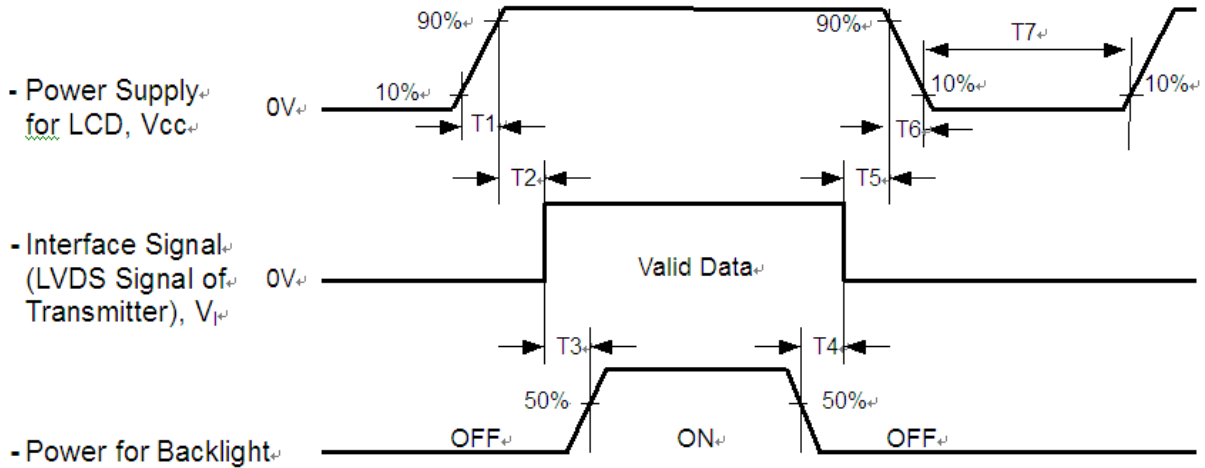 90% 90% T7
10% 10% 10%
- Power Supply
for LCD, Vcc
0V
T1 T6
T2 T5
- Interface Signal
(LVDS Signal of
Transmitter), VI
0V
Valid Data
T3 T4
50% 50%
OFF ON OFF
- Power for Backlight